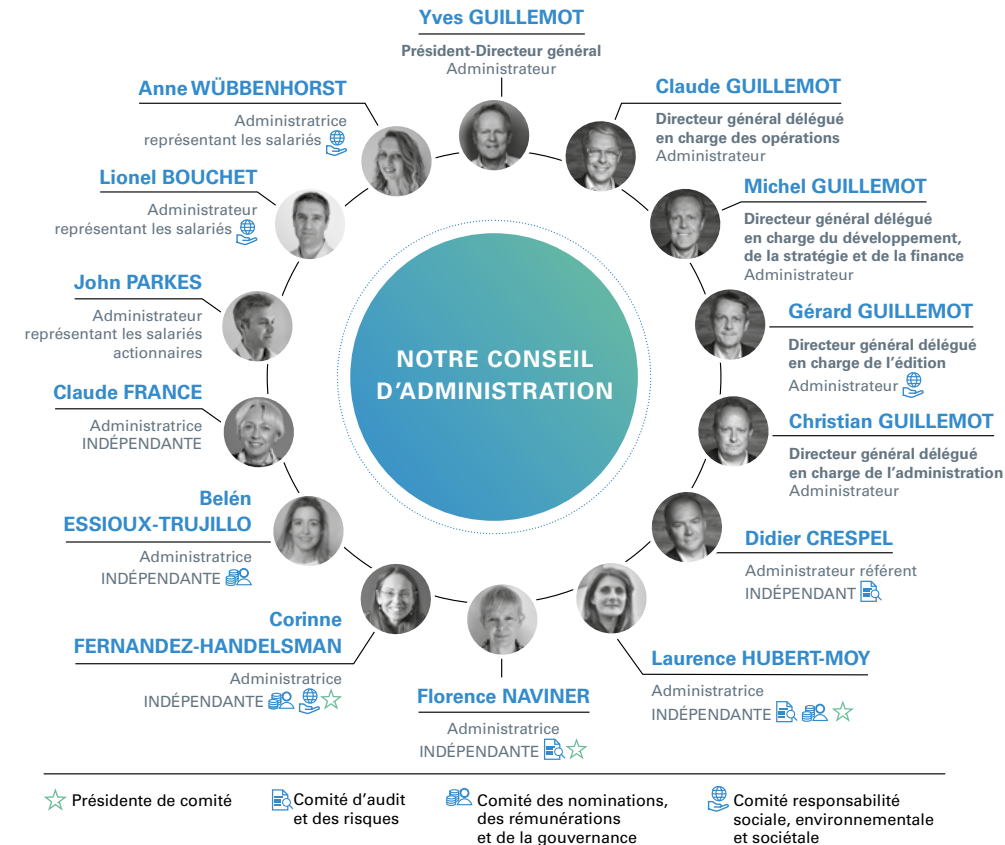 Yves GUILLEMOT
Président-Directeur général
Administrateur
Claude GUILLEMOT
Directeur général délégué
en charge des opérations
Administrateur
Michel GUILLEMOT
Directeur général délégué
en charge du développement,
de la stratégie et de la finance
Administrateur
Gérard GUILLEMOT
Directeur général délégué
en charge de l’édition
Administrateur
Christian GUILLEMOT
Directeur général délégué
en charge de l’administration
Administrateur
Didier CRESPEL
Administrateur référent
INDÉPENDANT
Laurence HUBERT-MOY
Administratrice
INDÉPENDANTE
Florence NAVINER
Administratrice
INDÉPENDANTE
Corinne
FERNANDEZ-HANDELSMAN
Administratrice
INDÉPENDANTE
Belén
ESSIOUX-TRUJILLO
Administratrice
INDÉPENDANTE
Claude FRANCE
Administratrice
INDÉPENDANTE
John PARKES
Administrateur
représentant les salariés
actionnaires
Lionel BOUCHET
Administrateur
représentant les salariés
Anne WÜBBENHORST
Administratrice
représentant les salariés
NOTRE CONSEIL
D’ADMINISTRATION
Présidente de comité
Comité d’audit
et des risques
Comité des nominations,
des rémunérations
et de la gouvernance
Comité responsabilité
sociale, environnementale
et sociétale